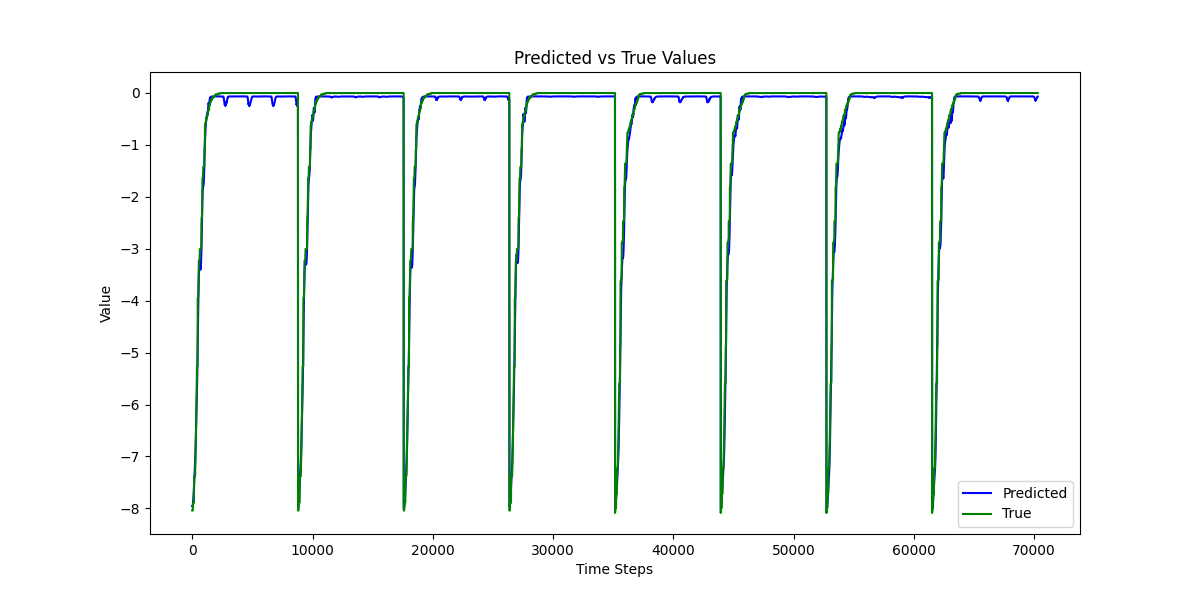 Predicted vs True Values
Value
0
−1
−2
−3
−4
−5
−6
−7
−8
0 10000 20000 30000 40000 50000 60000 70000
Time Steps
Predicted
True